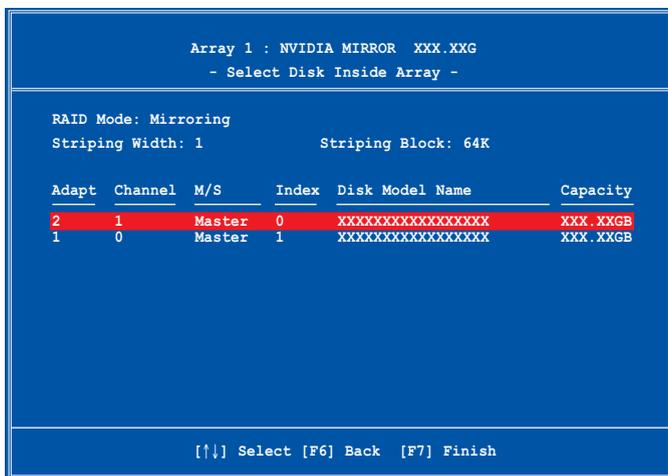 Array 1 : NVIDIA MIRROR XXX.XXG
- Select Disk Inside Array -
RAID Mode: Mirroring
Striping Width: 1 Striping Block: 64K
Adapt Channel M/S Index Disk Model Name Capacity
2 1 Master 0 XXXXXXXXXXXXXXXXX XXX.XXGB
1 0 Master 1 XXXXXXXXXXXXXXXXX XXX.XXGB
[↑↓] Select [F6] Back [F7] Finish